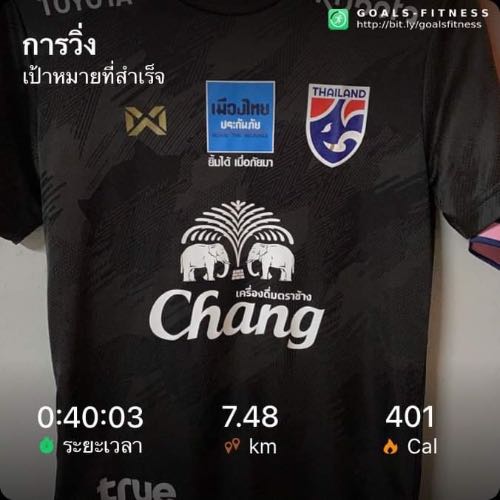 TOYOTA
Kubota
GOALS-FITNESS
http://bit.ly/goalsfitness
การวิ่ง
เป้าหมายที่สำเร็จ
เมืองไทย
ประกันภัย
ยิ้มได้ เมื่อภัยมา
THAILAND
เครื่องดื่มตราช้าง
Chang
0:40:03
ระยะเวลา
7.48
km
401
Cal
true